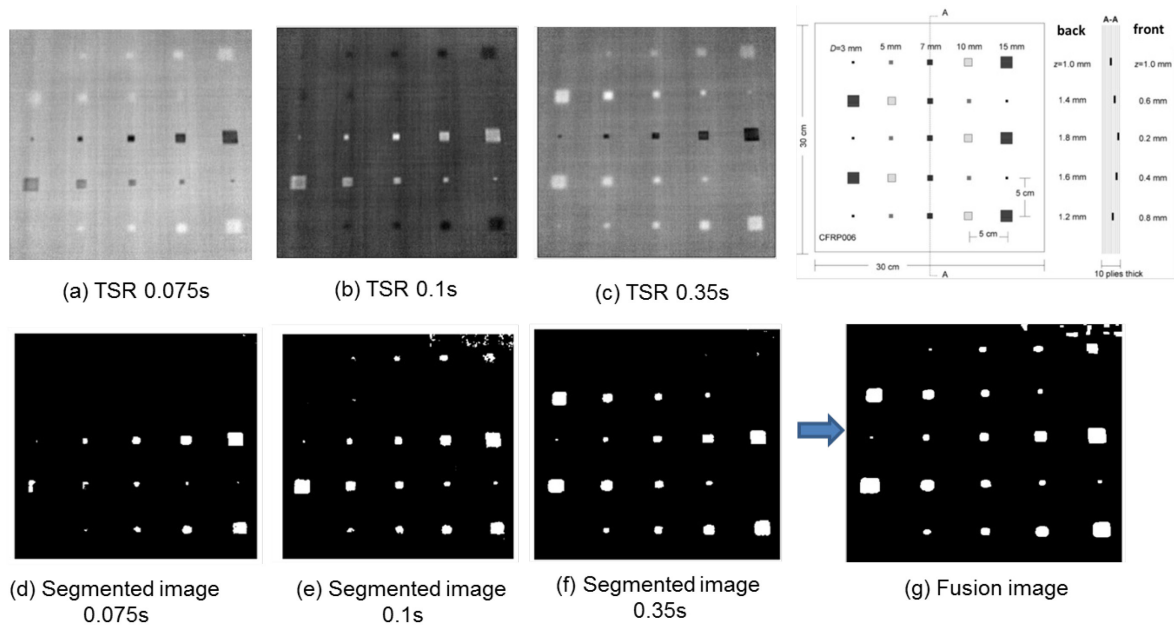 A
back
A-A
front
D=3 mm
5 mm
7 mm
10 mm
15 mm
z=1.0 mm
z=1.0 mm
1.4 mm
0.6 mm
30 cm
1.8 mm
0.2 mm
1.6 mm
0.4 mm
5 cm
1.2 mm
0.8 mm
CFRP006
5 cm
30 cm
A
10 plies thick
(a) TSR 0.075s
(b) TSR 0.1s
(c) TSR 0.35s
(d) Segmented image
0.075s
(e) Segmented image
0.1s
(f) Segmented image
0.35s
(g) Fusion image